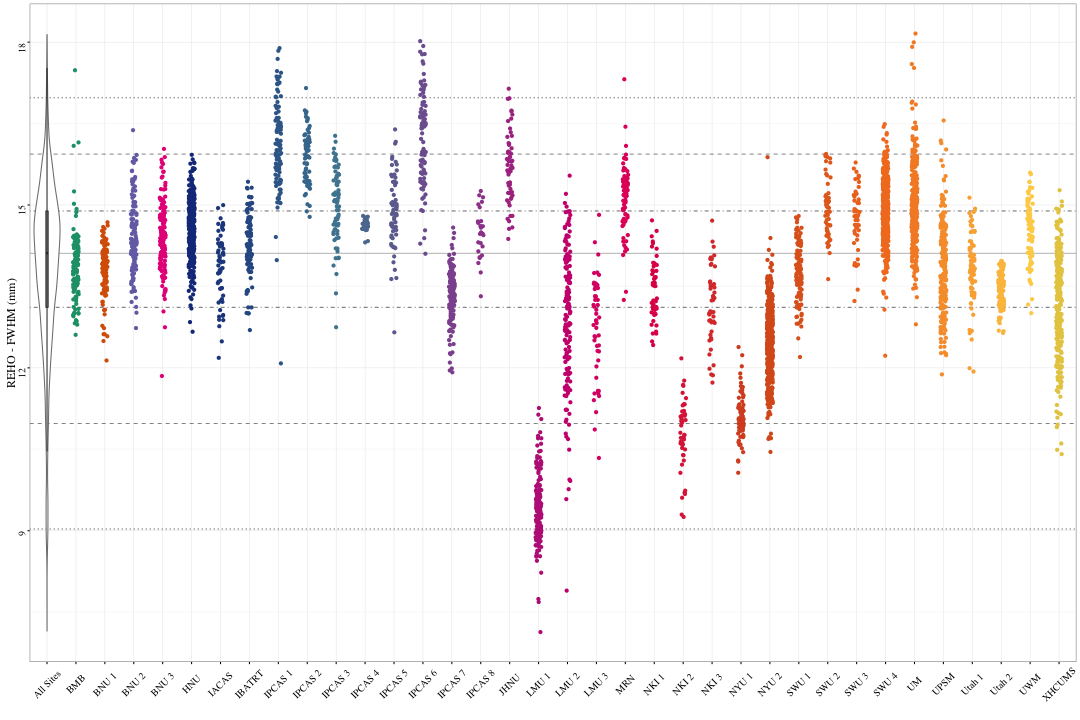 REHO - FWHM (mm)
18
15
12
9
All Sites
BMB
BNU 1
BNU 2
BNU 3
HNU
IACAS
IBATRT
IPCAS 1
IPCAS 2
IPCAS 3
IPCAS 4
IPCAS 5
IPCAS 6
IPCAS 7
IPCAS 8
JHNU
LMU 1
LMU 2
LMU 3
MRN
NKI 1
NKI 2
NKI 3
NYU 1
NYU 2
SWU 1
SWU 2
SWU 3
SWU 4
UM
UPSM
Utah 1
Utah 2
UWM
XHCUMS